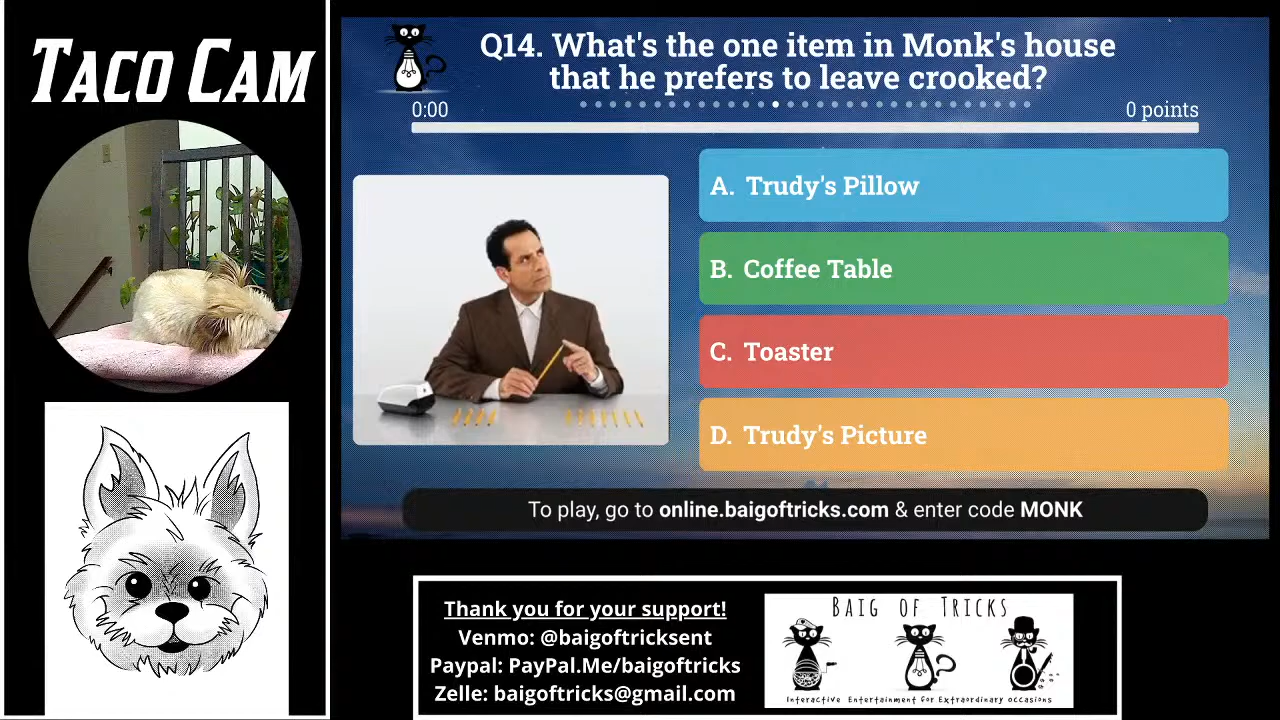 TACO CAM
Q14. What's the one item in Monk's house
that he prefers to leave crooked?
0:00
0 points
A. Trudy's Pillow
B. Coffee Table
C. Toaster
D. Trudy's Picture
To play, go to online.baigoftricks.com & enter code MONK
Thank you for your support!
Venmo: @baigoftricksent
Paypal: PayPal.Me/baigoftricks
Zelle: baigoftricks@gmail.com
BAIG OF TRICKS
Interactive Entertainment for Extraordinary occasions